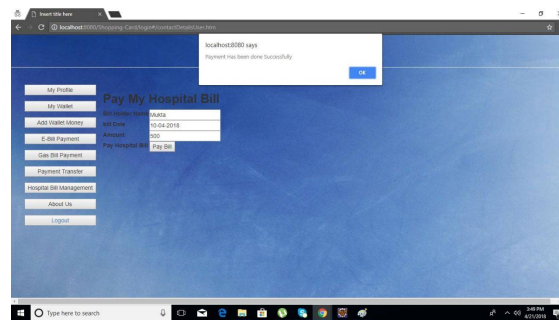 Insert title here
localhost:8080/Shopping-Card/login#/contactDetailsUser.htm
localhost:8080 says
Payment Has been done Successfully
OK
My Profile
My Wallet
Add Wallet Money
E-Bill Payment
Gas Bill Payment
Payment Transfer
Hospital Bill Management
About Us
Logout
Pay My Hospital Bill
Mukta
Bill Date 10-04-2018
Amount 500
Pay Hospital Bill Pay Bill
Type here to search
3:49 PM
4/21/2018